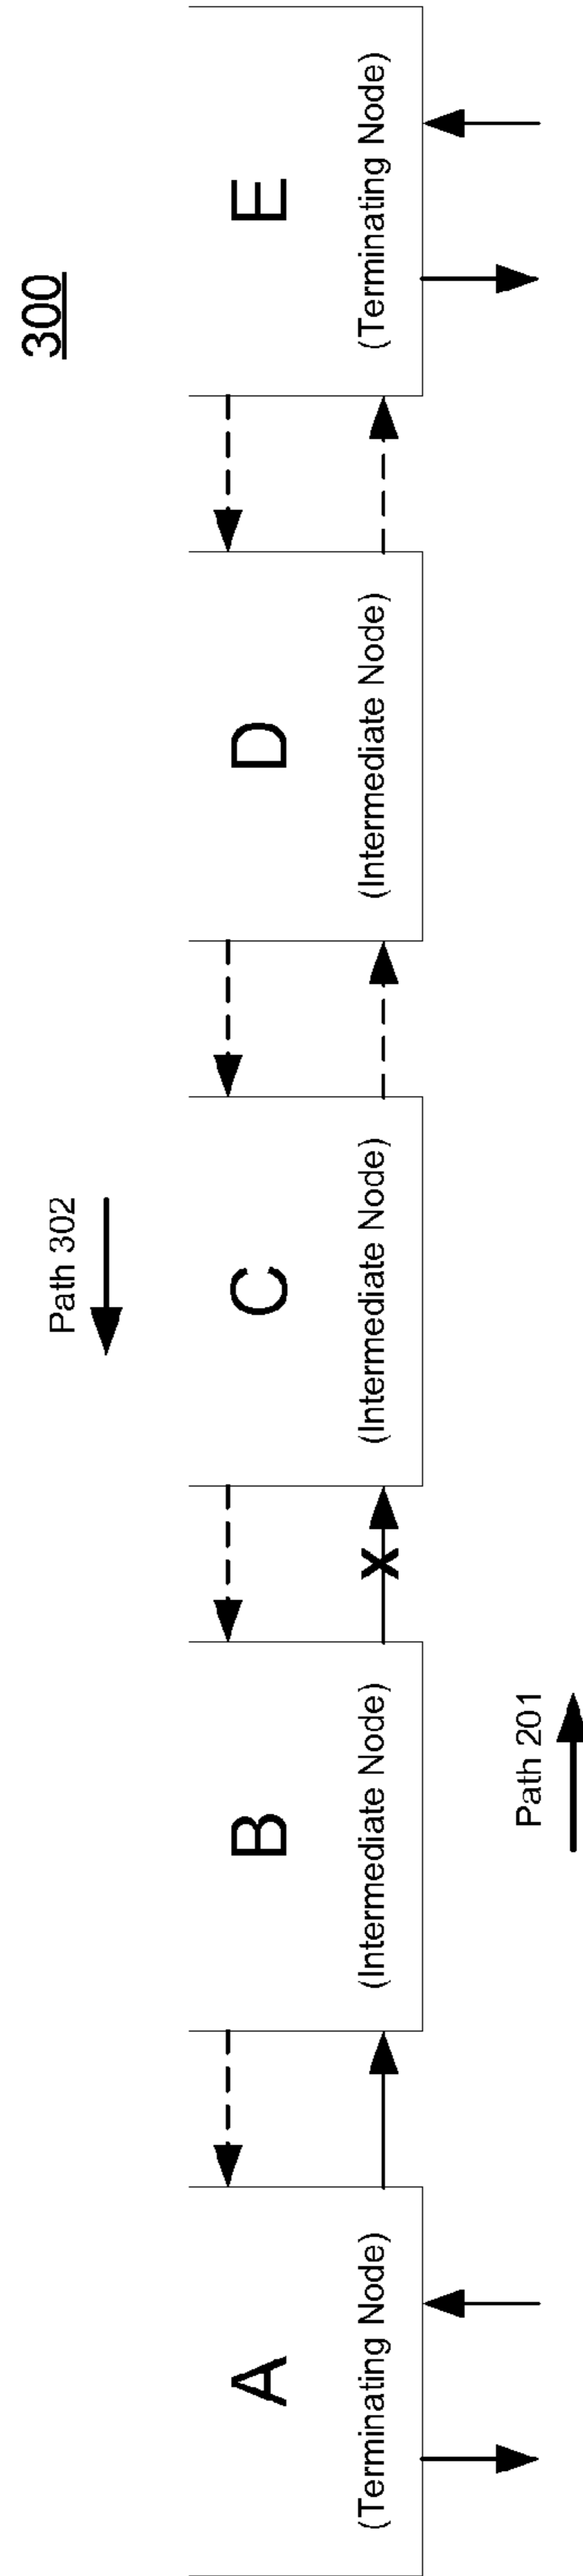 300
Path 302
A
(Terminating Node)
B
(Intermediate Node)
X
C
(Intermediate Node)
D
(Intermediate Node)
E
(Terminating Node)
Path 201